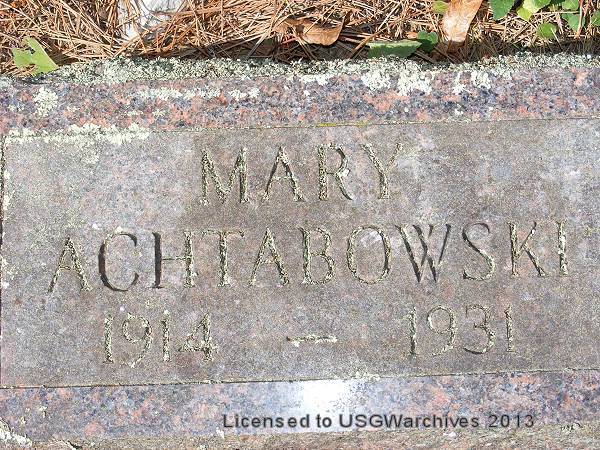 MARY
ACHTABOWSKI
1914 — 1931
Licensed to USGWarchives 2013